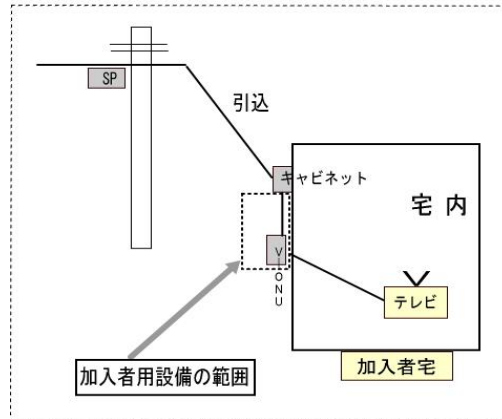 SP
引込
キャビネット
宅内
V-ONU
テレビ
加入者用設備の範囲
加入者宅